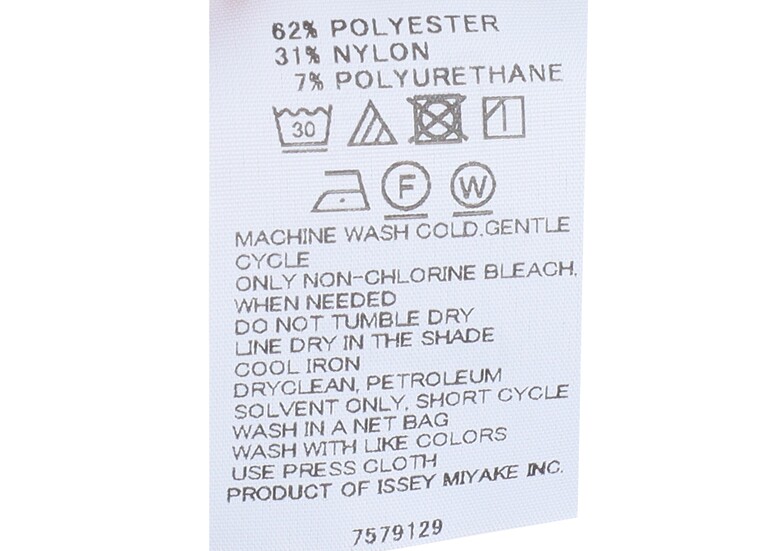 62% POLYESTER
31% NYLON
7% POLYURETHANE
30
F W
MACHINE WASH COLD.GENTLE
CYCLE
ONLY NON-CHLORINE BLEACH,
WHEN NEEDED
DO NOT TUMBLE DRY
LINE DRY IN THE SHADE
COOL IRON
DRYCLEAN, PETROLEUM
SOLVENT ONLY, SHORT CYCLE
WASH IN A NET BAG
WASH WITH LIKE COLORS
USE PRESS CLOTH
PRODUCT OF ISSEY MIYAKE INC.
7579129